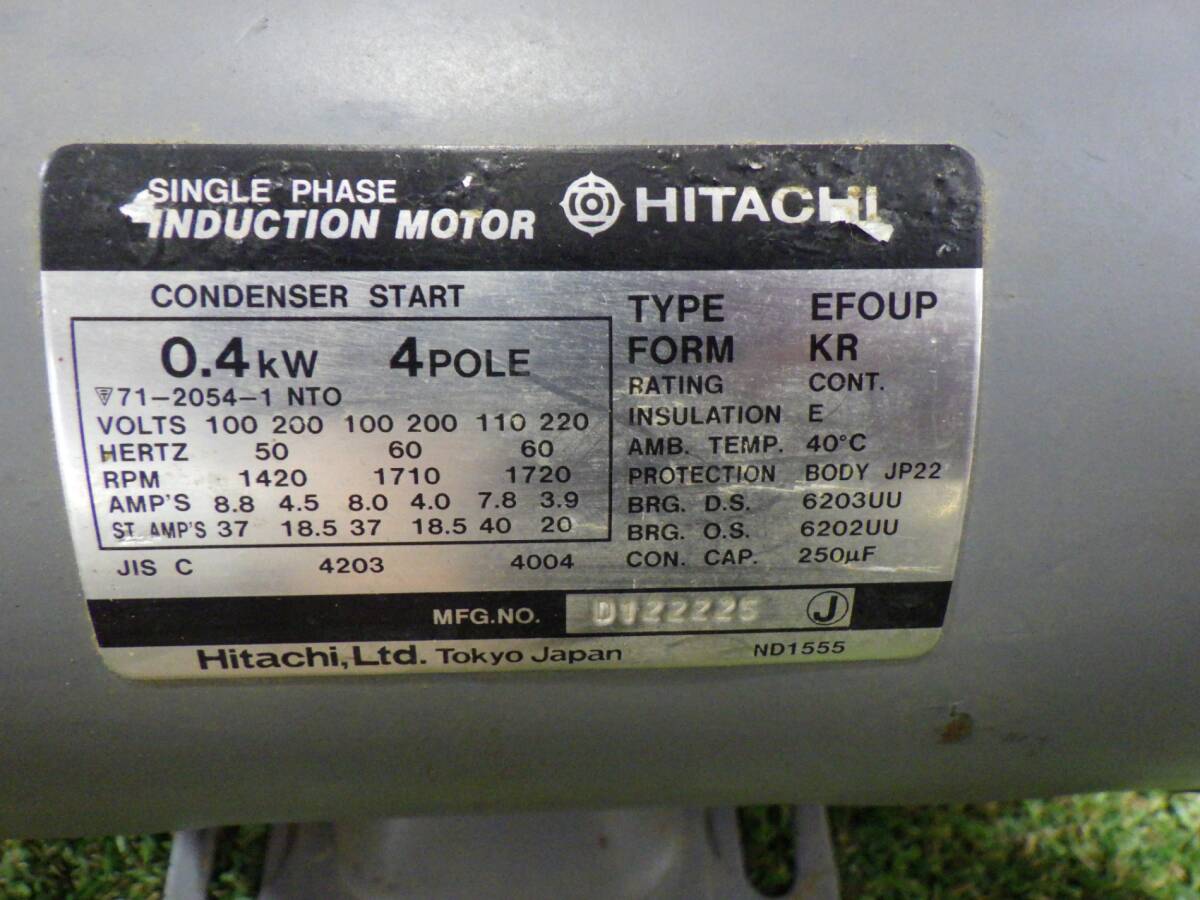 SINGLE PHASE
INDUCTION MOTOR
HITACHI
CONDENSER START
0.4kW 4POLE
71-2054-1 NTO
VOLTS 100 200 100 200 110 220
HERTZ 50 60 60
RPM 1420 1710 1720
AMP'S 8.8 4.5 8.0 4.0 7.8 3.9
ST. AMP'S 37 18.5 37 18.5 40 20
JIS C 4203 4004
TYPE EFOUP
FORM KR
RATING CONT.
INSULATION E
AMB. TEMP. 40°C
PROTECTION BODY JP22
BRG. D.S. 6203UU
BRG. O.S. 6202UU
CON. CAP. 250µF
MFG.NO. D122225 J
Hitachi, Ltd. Tokyo Japan ND1555